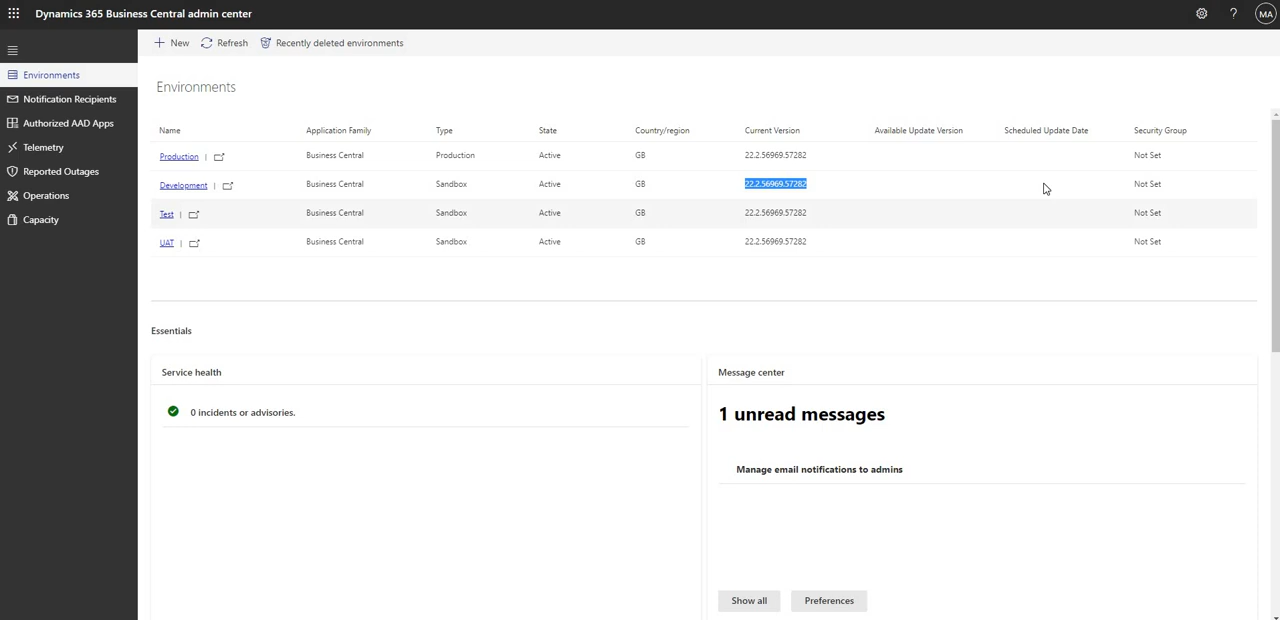 Dynamics 365 Business Central admin center ? MA
New Refresh Recently deleted environments
Environments
Notification Recipients
Authorized AAD Apps
Telemetry
Reported Outages
Operations
Capacity
Environments
Name Application Family Type State Country/region Current Version Available Update Version Scheduled Update Date Security Group
Production | Business Central Production Active GB 22.2.56969.57282 Not Set
Development | Business Central Sandbox Active GB 22.2.56969.57282 Not Set
Test | Business Central Sandbox Active GB 22.2.56969.57282 Not Set
UAT | Business Central Sandbox Active GB 22.2.56969.57282 Not Set
Essentials
Service health
0 incidents or advisories.
Message center
1 unread messages
Manage email notifications to admins
Show all Preferences